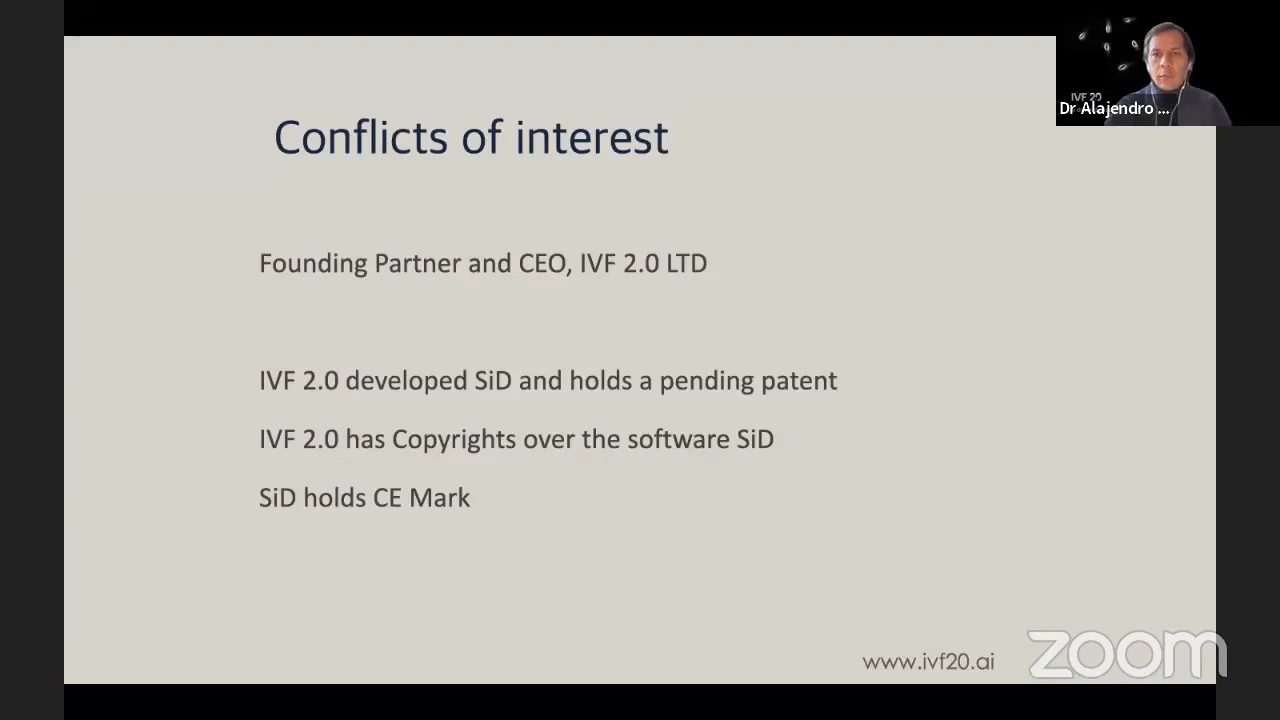 Conflicts of interest
Founding Partner and CEO, IVF 2.0 LTD
IVF 2.0 developed SiD and holds a pending patent
IVF 2.0 has Copyrights over the software SiD
SiD holds CE Mark
www.ivf20.ai
zoom
IVF 20
Dr Alajendro ...